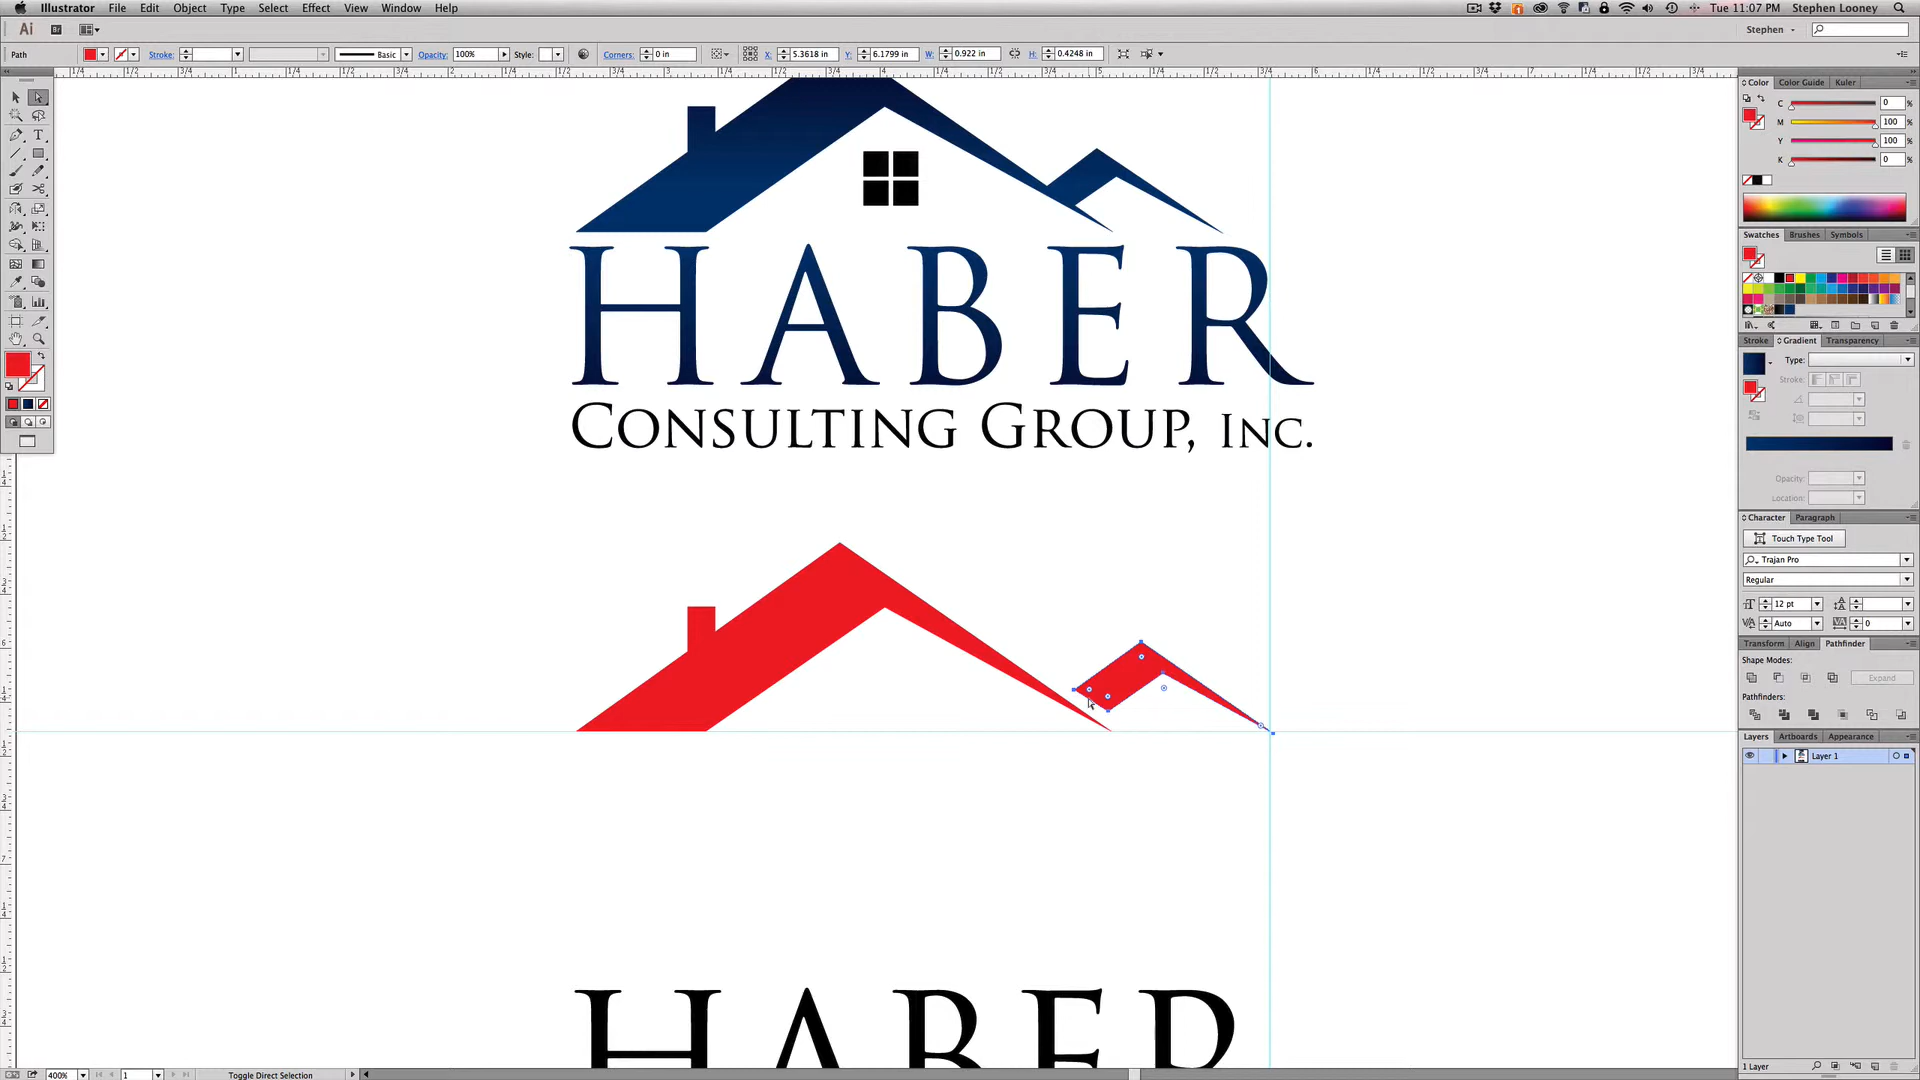 Illustrator File Edit Object Type Select Effect View Window Help
Tue 11:07 PM Stephen Looney
Ai Br
Stephen
Path Stroke: Basic Opacity: 100% Style: Corners: 0 in X: 5.3618 in Y: 6.1799 in W: 0.922 in H: 0.4248 in
Color Color Guide Kuler
C 0 %
M 100 %
Y 100 %
K 0 %
Swatches Brushes Symbols
Stroke Gradient Transparency
Type:
Stroke:
Opacity:
Location:
Character Paragraph
Touch Type Tool
Trajan Pro
Regular
12 pt
Auto 0
Transform Align Pathfinder
Shape Modes:
Expand
Pathfinders:
Layers Artboards Appearance
Layer 1
1 Layer
HABER
CONSULTING GROUP, INC.
HABER
400% 1 Toggle Direct Selection